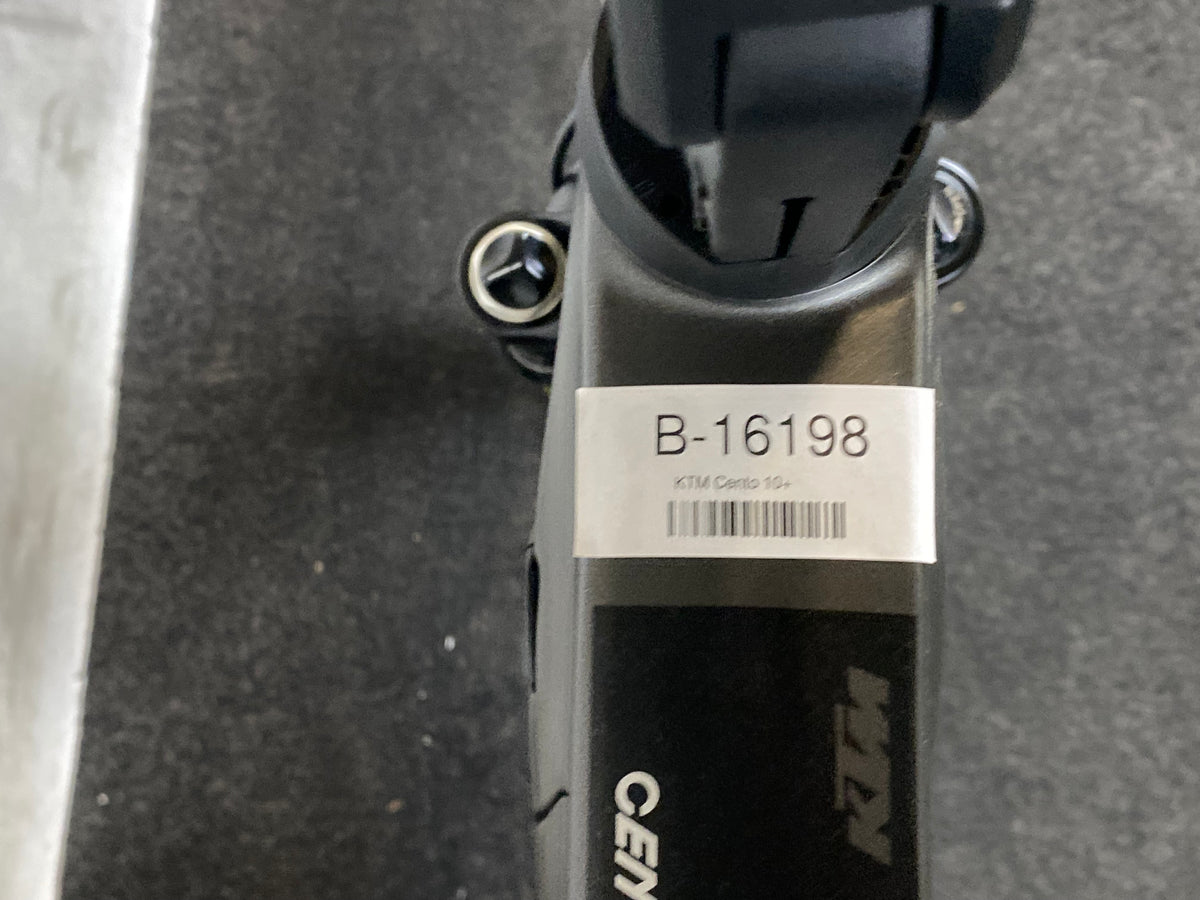 B-16198
KTM Cento 10+
KTM
CEN